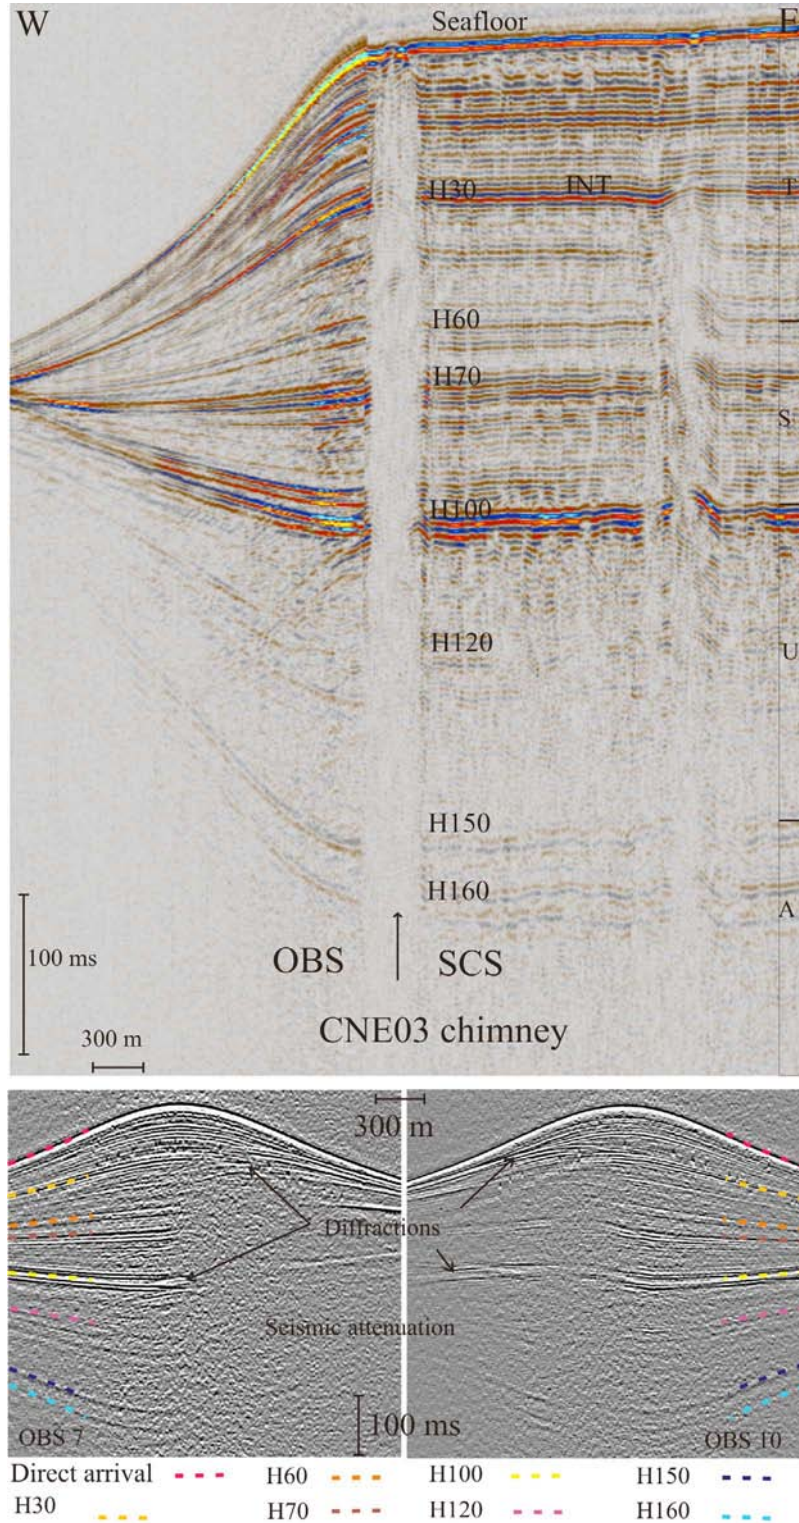 W
Seafloor
E
H30
INT
T
H60
H70
S
H100
H120
U
H150
H160
A
100 ms
OBS
SCS
300 m
CNE03 chimney
300 m
Diffractions
Seismic attenuation
OBS 7
100 ms
OBS 10
Direct arrival
H60
H100
H150
H30
H70
H120
H160